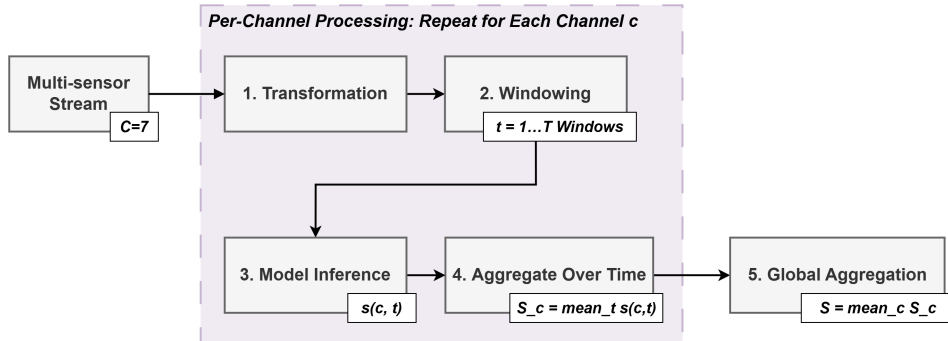 Per-Channel Processing: Repeat for Each Channel c
Multi-sensor
Stream
C=7
1. Transformation
2. Windowing
t = 1...T Windows
3. Model Inference
s(c, t)
4. Aggregate Over Time
S_c = mean_t s(c,t)
5. Global Aggregation
S = mean_c S_c